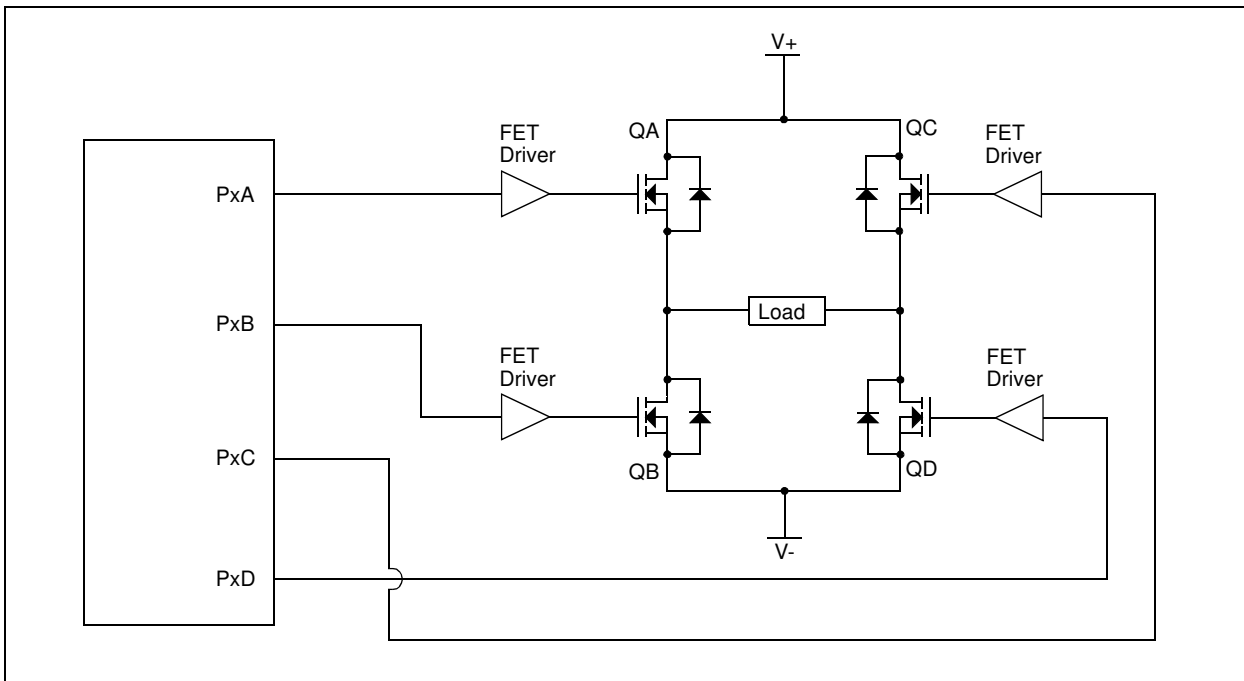 V+
QA
QC
FET
Driver
FET
Driver
PxA
Load
PxB
FET
Driver
FET
Driver
PxC
QB
QD
V-
PxD